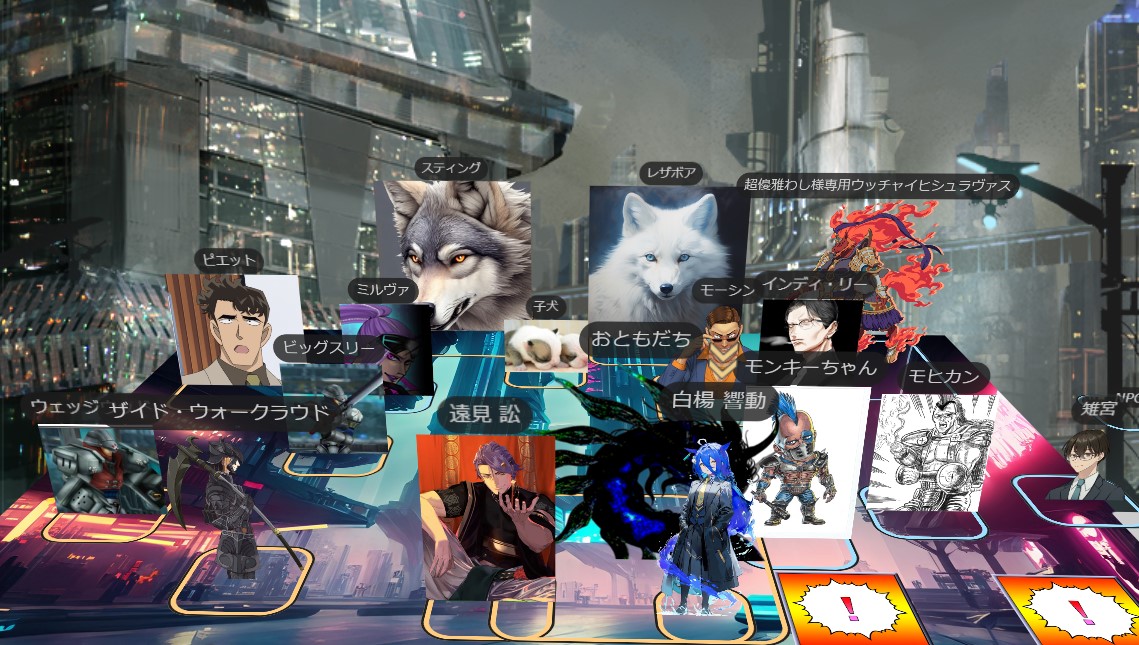 スティング
レザボア
超優雅わし様専用ウッチャイヒシュラヴァス
ピエット
ミルヴァ
モーシン
インディ・リー
子犬
ビッグスリー
おともだち
モンキーちゃん
モヒカン
NPC
ウェッジ
ザイド・ウォークラウド
遠見 訟
白楊 響動
雉宮
!
!